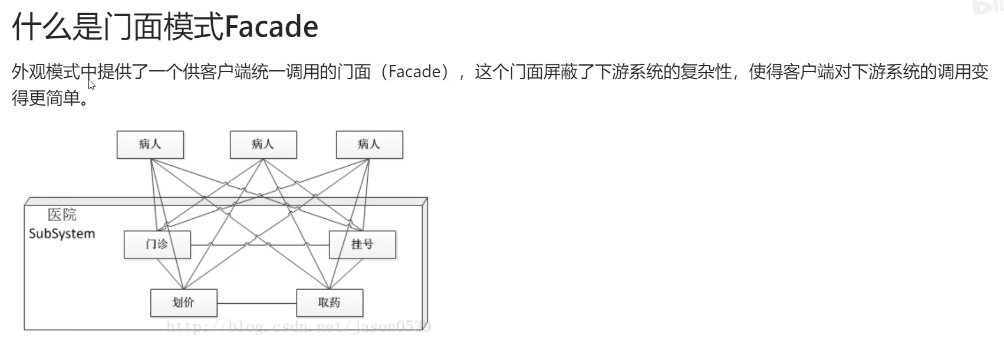 什么是门面模式Facade
外观模式中提供了一个供客户端统一调用的门面（Facade），这个门面屏蔽了下游系统的复杂性，使得客户端对下游系统的调用变
得更简单。
病人 病人 病人
医院
SubSystem
门诊 挂号
划价 取药
http://blog.csdn.net/jason0539